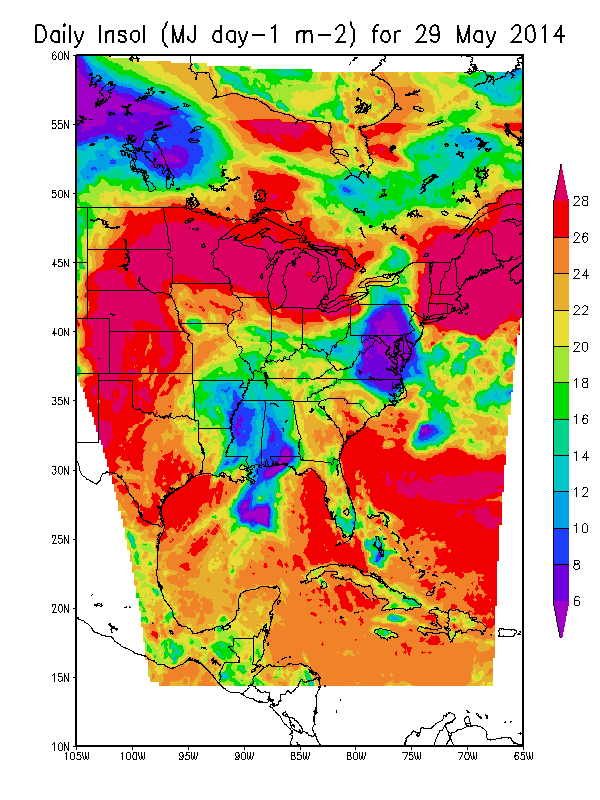 Daily Insol (MJ day-1 m-2) for 29 May 2014
60N
55N
50N
45N
40N
35N
30N
25N
20N
15N
10N
105W 100W 95W 90W 85W 80W 75W 70W 65W
28
26
24
22
20
18
16
14
12
10
8
6